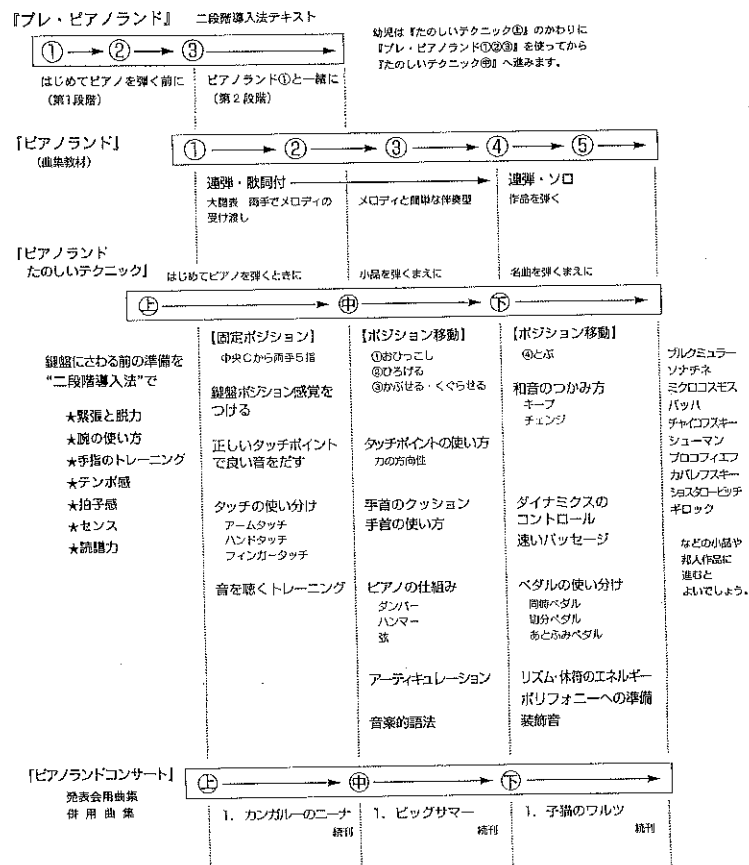 『プレ・ピアノランド』 二段階導入法テキスト
幼児は『たのしいテクニック㊤』のかわりに
『プレ・ピアノランド①②③』を使ってから
『たのしいテクニック㊥』へ進みます。
① → ② → ③
はじめてピアノを弾く前に
(第1段階)
ピアノランド①と一緒に
(第2段階)
『ピアノランド』
(曲集教材)
① → ② → ③ → ④ → ⑤
連弾・歌詞付
大譜表 両手でメロディの
受け渡し
メロディと簡単な伴奏型
連弾・ソロ
作品を弾く
『ピアノランド
たのしいテクニック』
はじめてピアノを弾くときに
小品を弾くまえに
名曲を弾くまえに
㊤ → ㊥ → ㊦
鍵盤にさわる前の準備を
“二段階導入法”で
★緊張と脱力
★腕の使い方
★手指のトレーニング
★テンポ感
★拍子感
★センス
★読譜力
【固定ポジション】
中央Cから両手5指
鍵盤ポジション感覚を
つける
正しいタッチポイント
で良い音をだす
タッチの使い分け
アームタッチ
ハンドタッチ
フィンガータッチ
音を聴くトレーニング
【ポジション移動】
①おひっこし
②ひろげる
③かぶせる・くぐらせる
タッチポイントの使い方
力の方向性
手首のクッション
手首の使い方
ピアノの仕組み
ダンパー
ハンマー
弦
アーティキュレーション
音楽的語法
【ポジション移動】
④とぶ
和音のつかみ方
キープ
チェンジ
ダイナミクスの
コントロール
速いパッセージ
ペダルの使い分け
同時ペダル
切分ペダル
あとふみペダル
リズム・休符のエネルギー
ポリフォニーへの準備
装飾音
ブルクミュラー
ソナチネ
ミクロコスモス
バッハ
チャイコフスキー
シューマン
プロコフィエフ
カバレフスキー
ショスタコービッチ
ギロック
などの小品や
邦人作品に
進むと
よいでしょう。
『ピアノランドコンサート』
発表会用曲集
併用曲集
㊤ → ㊥ → ㊦
1. カンガルーのニーナ
続刊
1. ビッグサマー
続刊
1. 子猫のワルツ
続刊